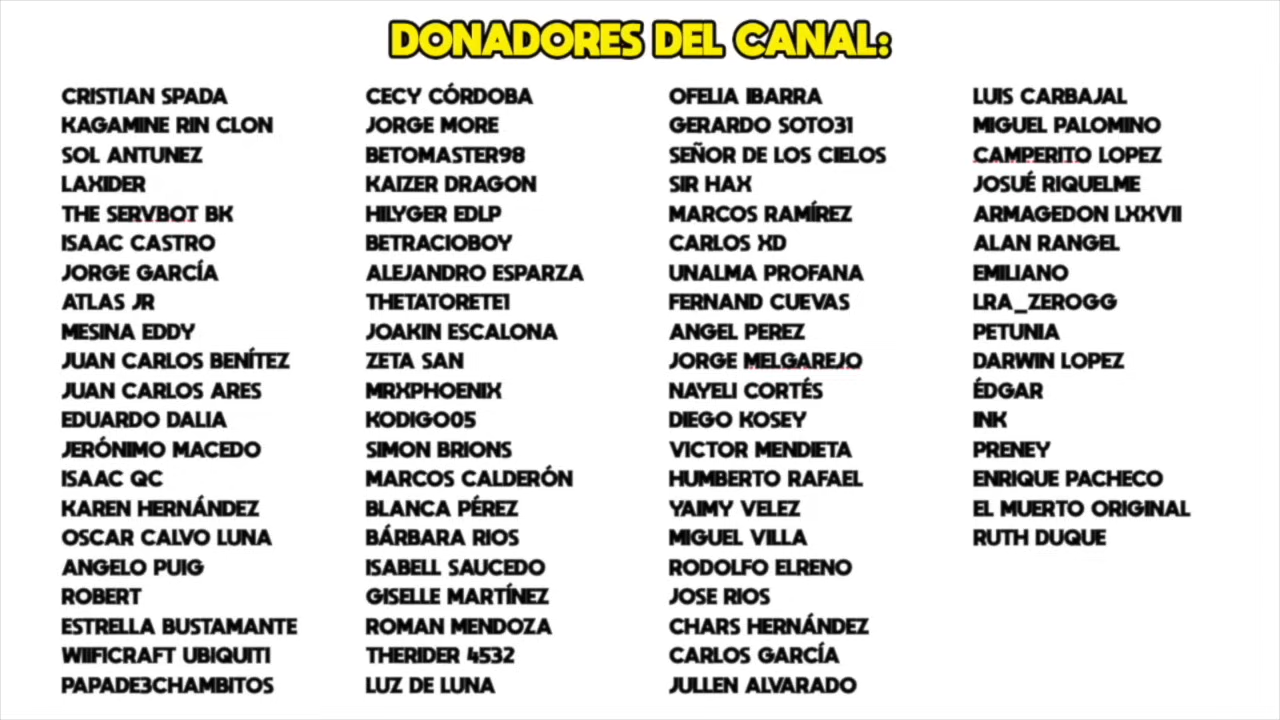 DONADORES DEL CANAL:
CRISTIAN SPADA
KAGAMINE RIN CLON
SOL ANTUNEZ
LAXIDER
THE SERVBOT BK
ISAAC CASTRO
JORGE GARCÍA
ATLAS JR
MESINA EDDY
JUAN CARLOS BENÍTEZ
JUAN CARLOS ARES
EDUARDO DALIA
JERÓNIMO MACEDO
ISAAC QC
KAREN HERNÁNDEZ
OSCAR CALVO LUNA
ANGELO PUIG
ROBERT
ESTRELLA BUSTAMANTE
WIIFICRAFT UBIQUITI
PAPADE3CHAMBITOS
CECY CÓRDOBA
JORGE MORE
BETOMASTER98
KAIZER DRAGON
HILYGER EDLP
BETRACIOBOY
ALEJANDRO ESPARZA
THETATORETE1
JOAKIN ESCALONA
ZETA SAN
MRXPHOENIX
KODIGO05
SIMON BRIONS
MARCOS CALDERÓN
BLANCA PÉREZ
BÁRBARA RIOS
ISABELL SAUCEDO
GISELLE MARTÍNEZ
ROMAN MENDOZA
THERIDER 4532
LUZ DE LUNA
OFELIA IBARRA
GERARDO SOTO31
SEÑOR DE LOS CIELOS
SIR HAX
MARCOS RAMÍREZ
CARLOS XD
UNALMA PROFANA
FERNAND CUEVAS
ANGEL PEREZ
JORGE MELGAREJO
NAYELI CORTÉS
DIEGO KOSEY
VICTOR MENDIETA
HUMBERTO RAFAEL
YAIMY VELEZ
MIGUEL VILLA
RODOLFO ELRENO
JOSE RIOS
CHARS HERNÁNDEZ
CARLOS GARCÍA
JULLEN ALVARADO
LUIS CARBAJAL
MIGUEL PALOMINO
CAMPERITO LOPEZ
JOSUÉ RIQUELME
ARMAGEDON LXXVII
ALAN RANGEL
EMILIANO
LRA_ZEROGG
PETUNIA
DARWIN LOPEZ
ÉDGAR
INK
PRENEY
ENRIQUE PACHECO
EL MUERTO ORIGINAL
RUTH DUQUE